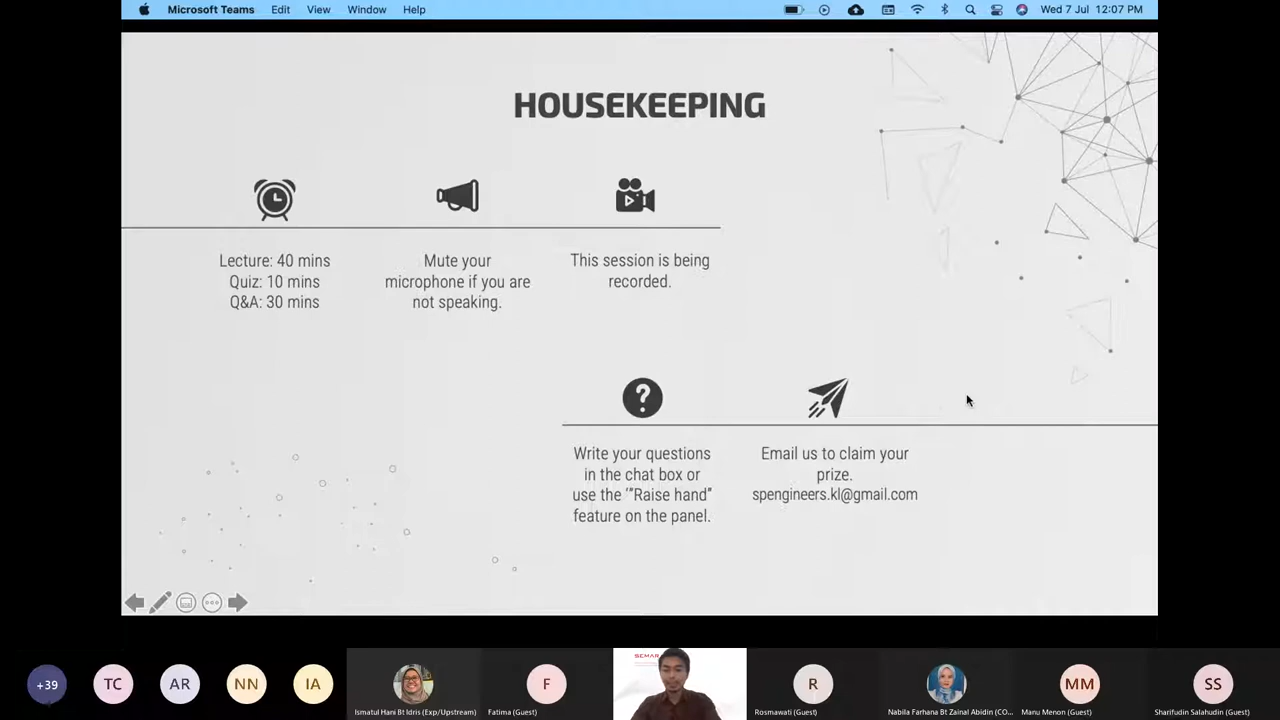 Microsoft Teams Edit View Window Help Wed 7 Jul 12:07 PM
HOUSEKEEPING
Lecture: 40 mins
Quiz: 10 mins
Q&A: 30 mins
Mute your
microphone if you are
not speaking.
This session is being
recorded.
Write your questions
in the chat box or
use the ‘"Raise hand"
feature on the panel.
Email us to claim your
prize.
spengineers.kl@gmail.com
+39
TC
AR
NN
IA
Ismatul Hani Bt Idris (Exp/Upstream)
F
Fatima (Guest)
R
Rosmawati (Guest)
Nabila Farhana Bt Zainal Abidin (CO...
MM
Manu Menon (Guest)
SS
Sharifudin Salahudin (Guest)